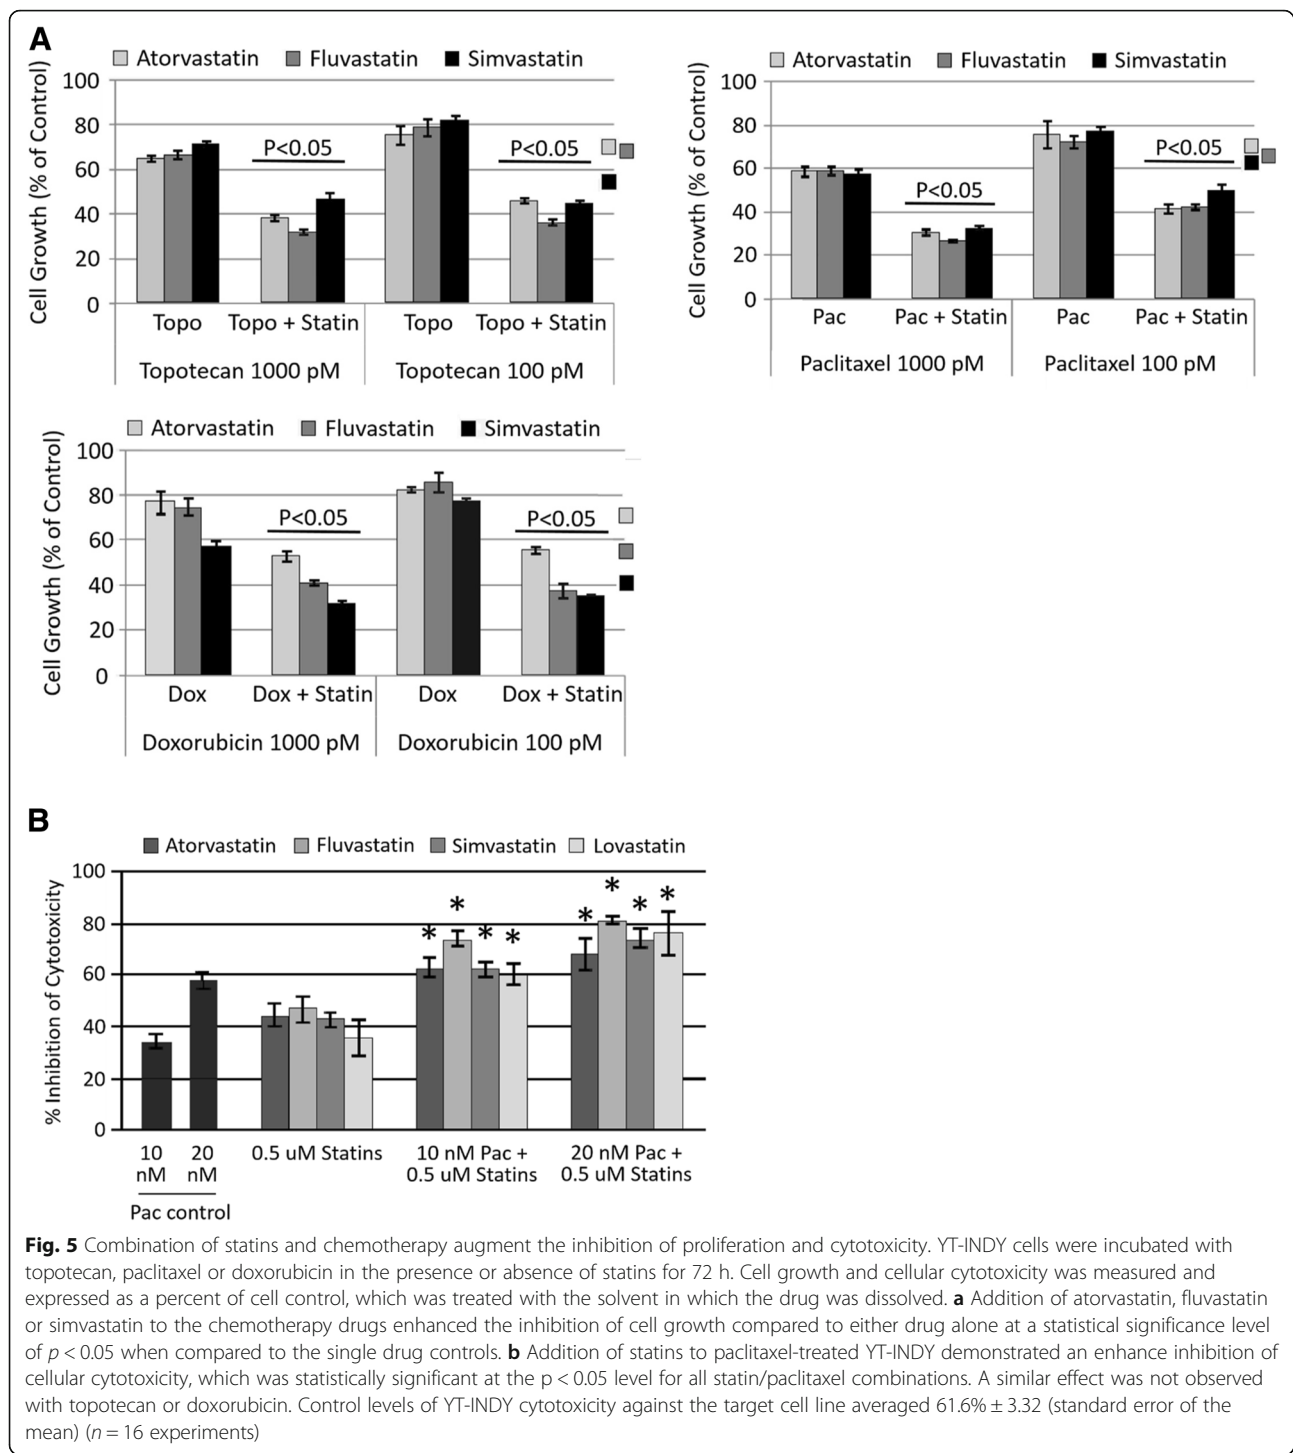 A
Atorvastatin Fluvastatin Simvastatin
Cell Growth (% of Control)
100
80
60
40
20
0
P<0.05
P<0.05
Topo Topo + Statin Topo Topo + Statin
Topotecan 1000 pM Topotecan 100 pM
Atorvastatin Fluvastatin Simvastatin
Cell Growth (% of Control)
100
80
60
40
20
0
P<0.05
P<0.05
Pac Pac + Statin Pac Pac + Statin
Paclitaxel 1000 pM Paclitaxel 100 pM
Atorvastatin Fluvastatin Simvastatin
Cell Growth (% of Control)
100
80
60
40
20
0
P<0.05
P<0.05
Dox Dox + Statin Dox Dox + Statin
Doxorubicin 1000 pM Doxorubicin 100 pM
B
Atorvastatin Fluvastatin Simvastatin Lovastatin
% Inhibition of Cytotoxicity
100
80
60
40
20
0
* * * * * * * *
10 20 0.5 uM Statins 10 nM Pac + 20 nM Pac +
nM nM 0.5 uM Statins 0.5 uM Statins
Pac control
Fig. 5 Combination of statins and chemotherapy augment the inhibition of proliferation and cytotoxicity. YT-INDY cells were incubated with
topotecan, paclitaxel or doxorubicin in the presence or absence of statins for 72 h. Cell growth and cellular cytotoxicity was measured and
expressed as a percent of cell control, which was treated with the solvent in which the drug was dissolved. a Addition of atorvastatin, fluvastatin
or simvastatin to the chemotherapy drugs enhanced the inhibition of cell growth compared to either drug alone at a statistical significance level
of p < 0.05 when compared to the single drug controls. b Addition of statins to paclitaxel-treated YT-INDY demonstrated an enhance inhibition of
cellular cytotoxicity, which was statistically significant at the p < 0.05 level for all statin/paclitaxel combinations. A similar effect was not observed
with topotecan or doxorubicin. Control levels of YT-INDY cytotoxicity against the target cell line averaged 61.6% ± 3.32 (standard error of the
mean) (n = 16 experiments)